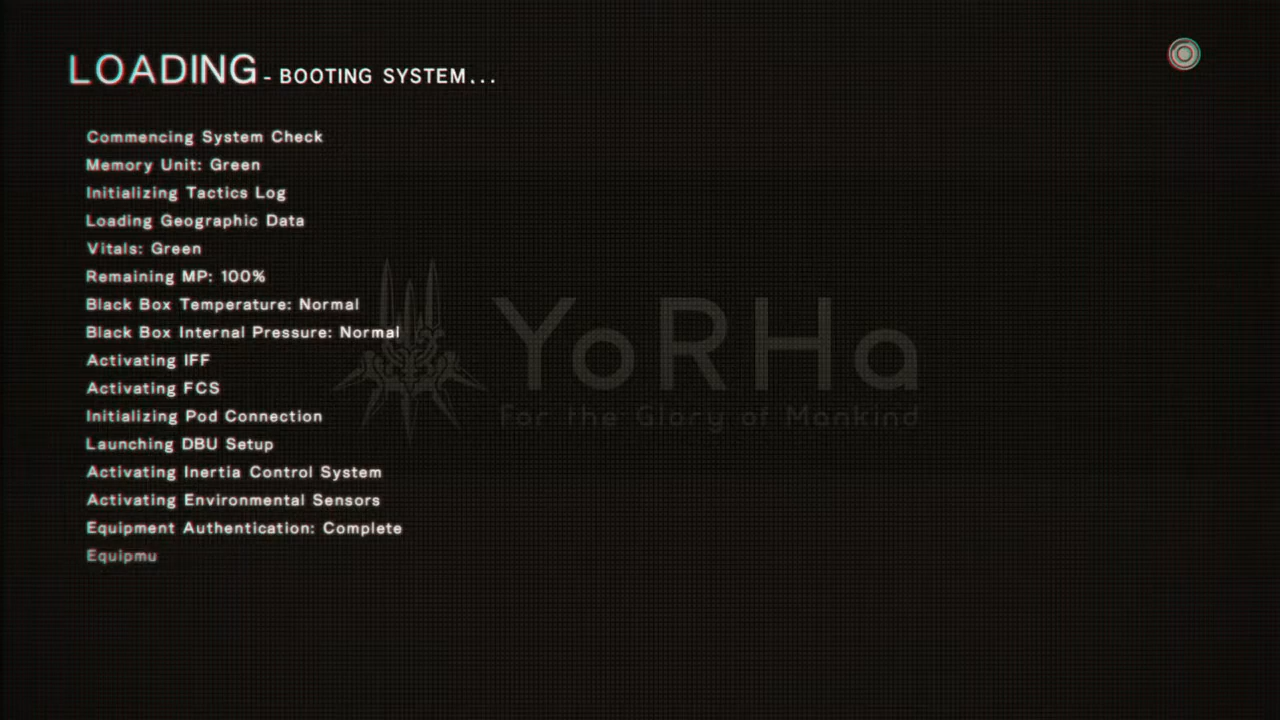 LOADING - BOOTING SYSTEM...
Commencing System Check
Memory Unit: Green
Initializing Tactics Log
Loading Geographic Data
Vitals: Green
Remaining MP: 100%
Black Box Temperature: Normal
Black Box Internal Pressure: Normal
Activating IFF
Activating FCS
Initializing Pod Connection
Launching DBU Setup
Activating Inertia Control System
Activating Environmental Sensors
Equipment Authentication: Complete
Equipmu
YoRHa
For the Glory of Mankind